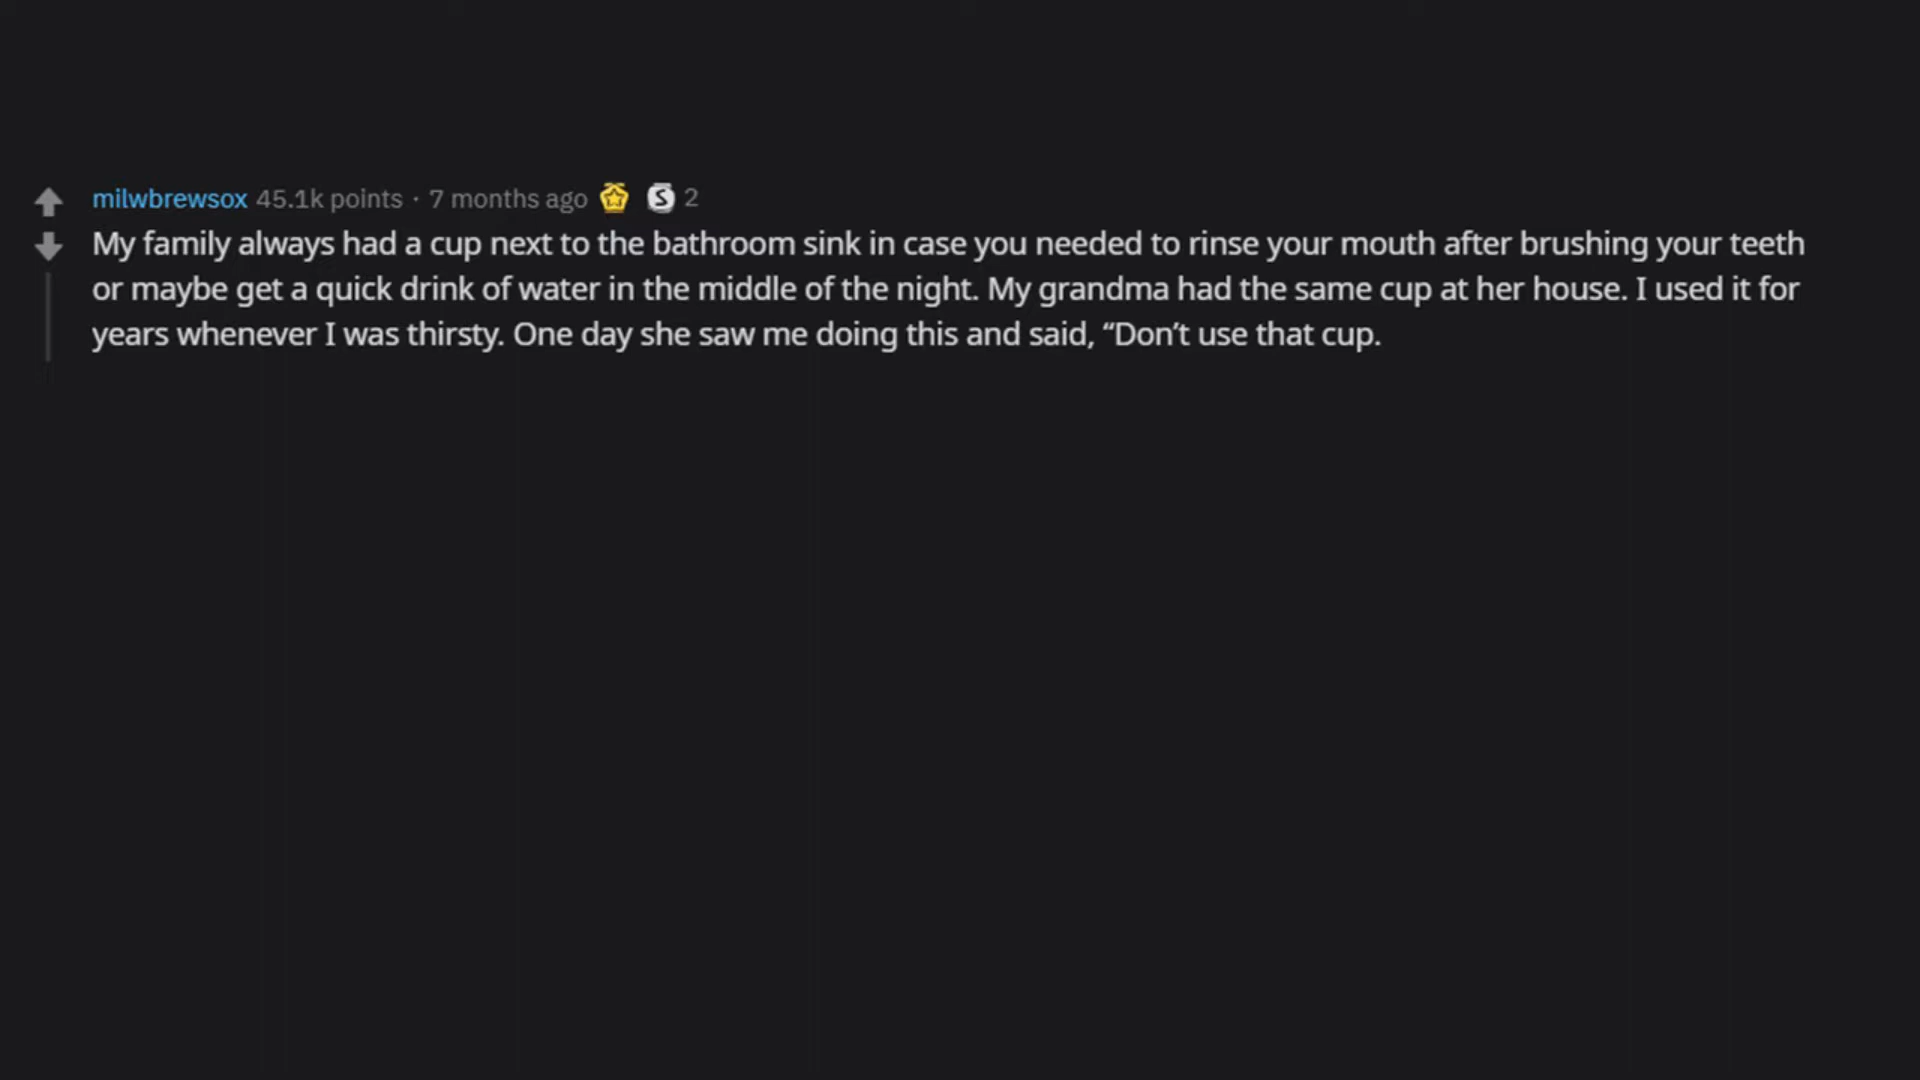 milwbrewsox 45.1k points · 7 months ago S 2
My family always had a cup next to the bathroom sink in case you needed to rinse your mouth after brushing your teeth
or maybe get a quick drink of water in the middle of the night. My grandma had the same cup at her house. I used it for
years whenever I was thirsty. One day she saw me doing this and said, “Don’t use that cup.